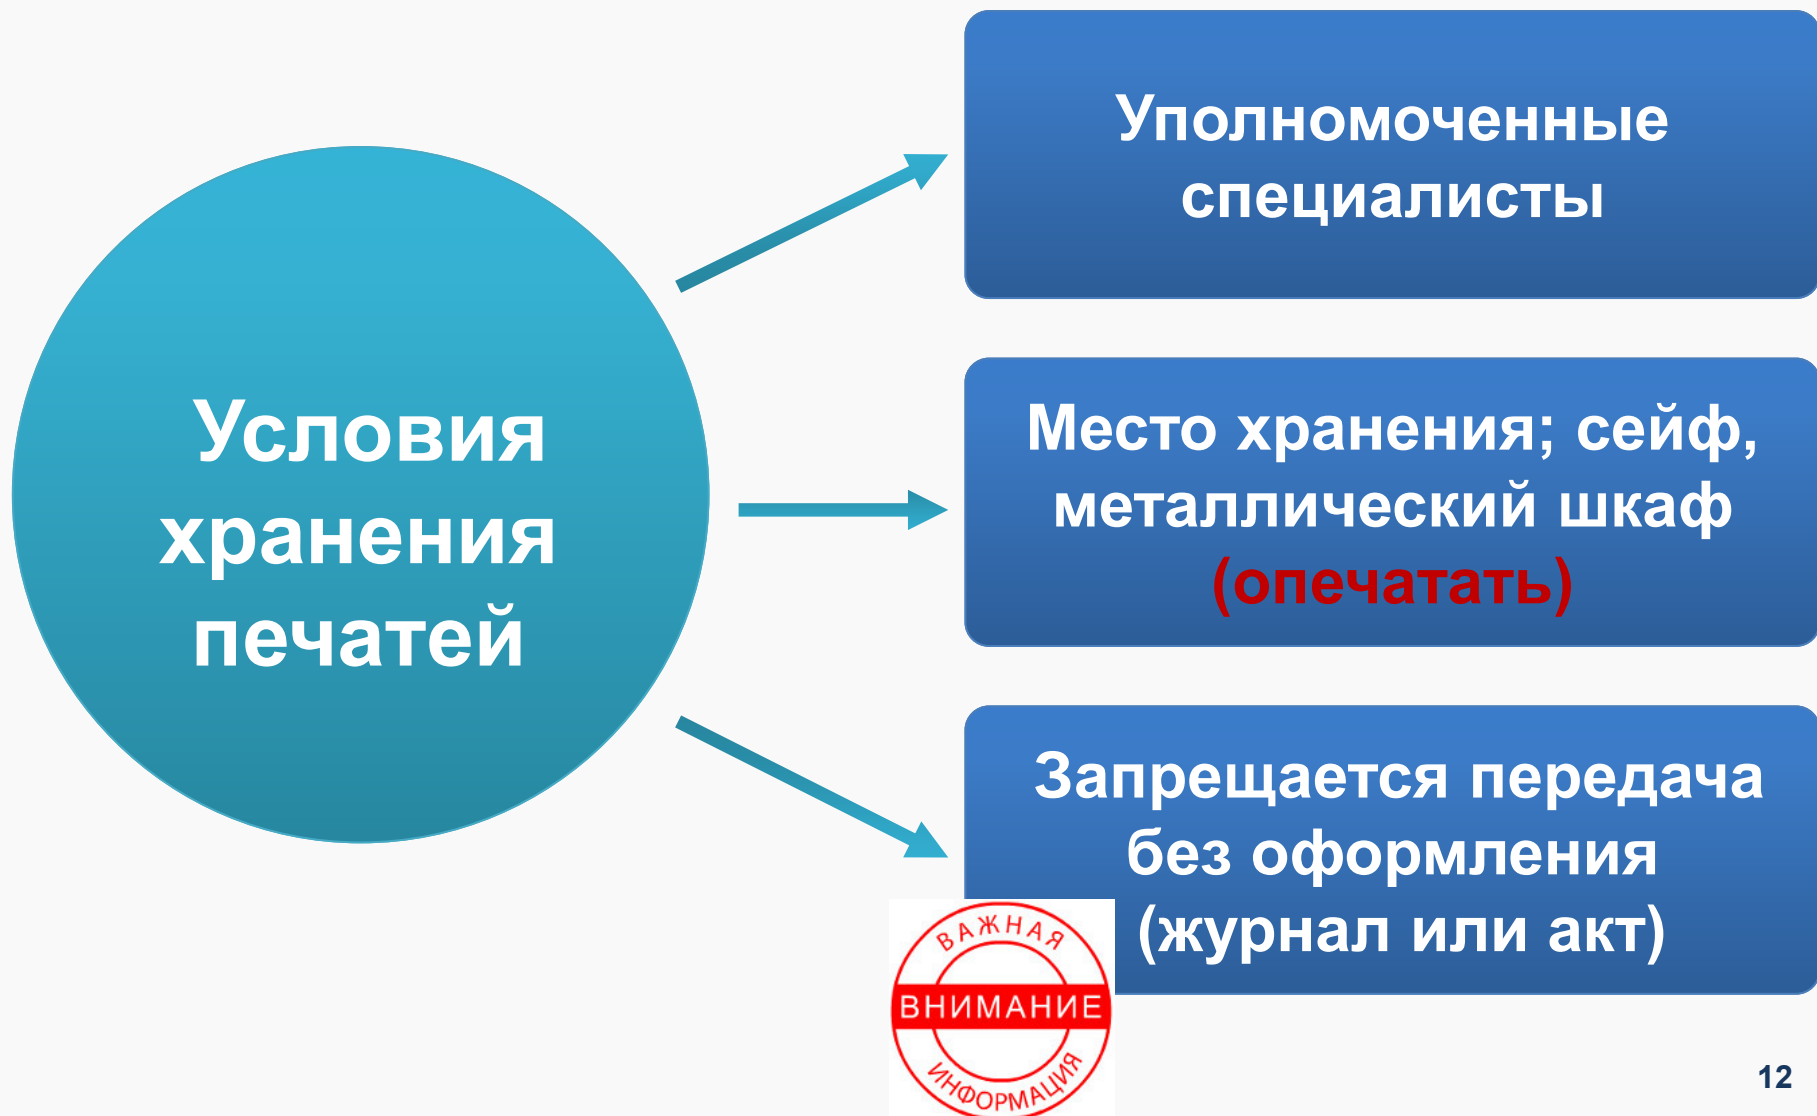 Условия
хранения
печатей
Уполномоченные
специалисты
Место хранения; сейф,
металлический шкаф
(опечатать)
Запрещается передача
без оформления
(журнал или акт)
ВАЖНАЯ
ВНИМАНИЕ
ИНФОРМАЦИЯ
12